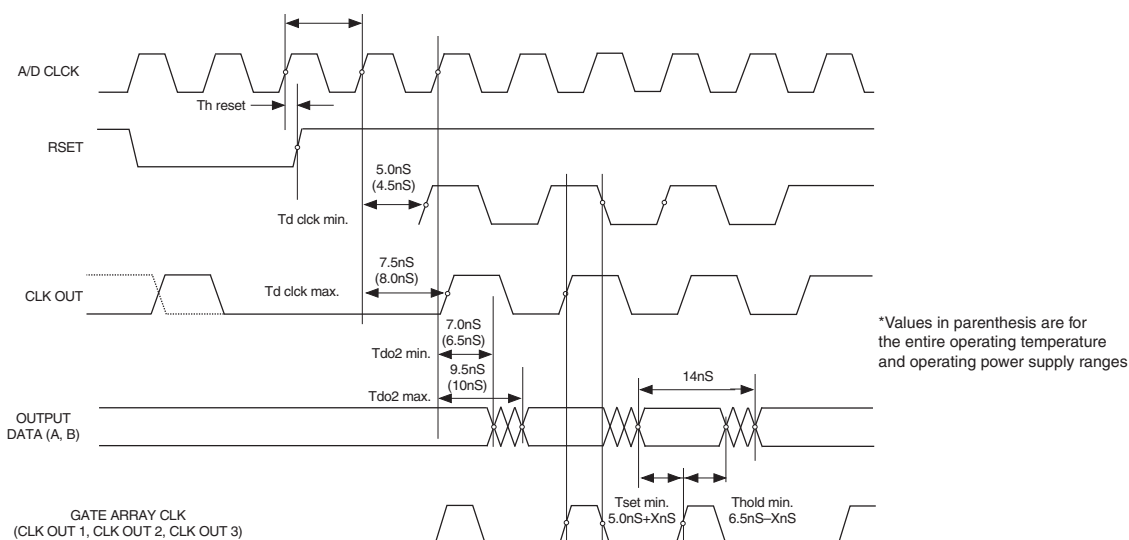 A/D CLCK
Th reset
RSET
5.0nS
(4.5nS)
Td clck min.
7.5nS
(8.0nS)
CLK OUT
Td clck max.
7.0nS
(6.5nS)
Tdo2 min.
9.5nS
(10nS)
Tdo2 max.
*Values in parenthesis are for
the entire operating temperature
and operating power supply ranges
14nS
OUTPUT
DATA (A, B)
Tset min.
5.0nS+XnS
Thold min.
6.5nS–XnS
GATE ARRAY CLK
(CLK OUT 1, CLK OUT 2, CLK OUT 3)